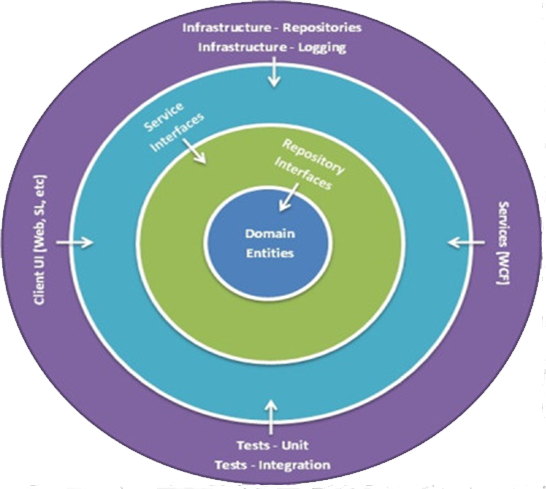 Infrastructure - Repositories
Infrastructure - Logging
Service
Interfaces
Repository
Interfaces
Client UI [Web, SL, etc]
Domain
Entities
Services [WCF]
Tests - Unit
Tests - Integration